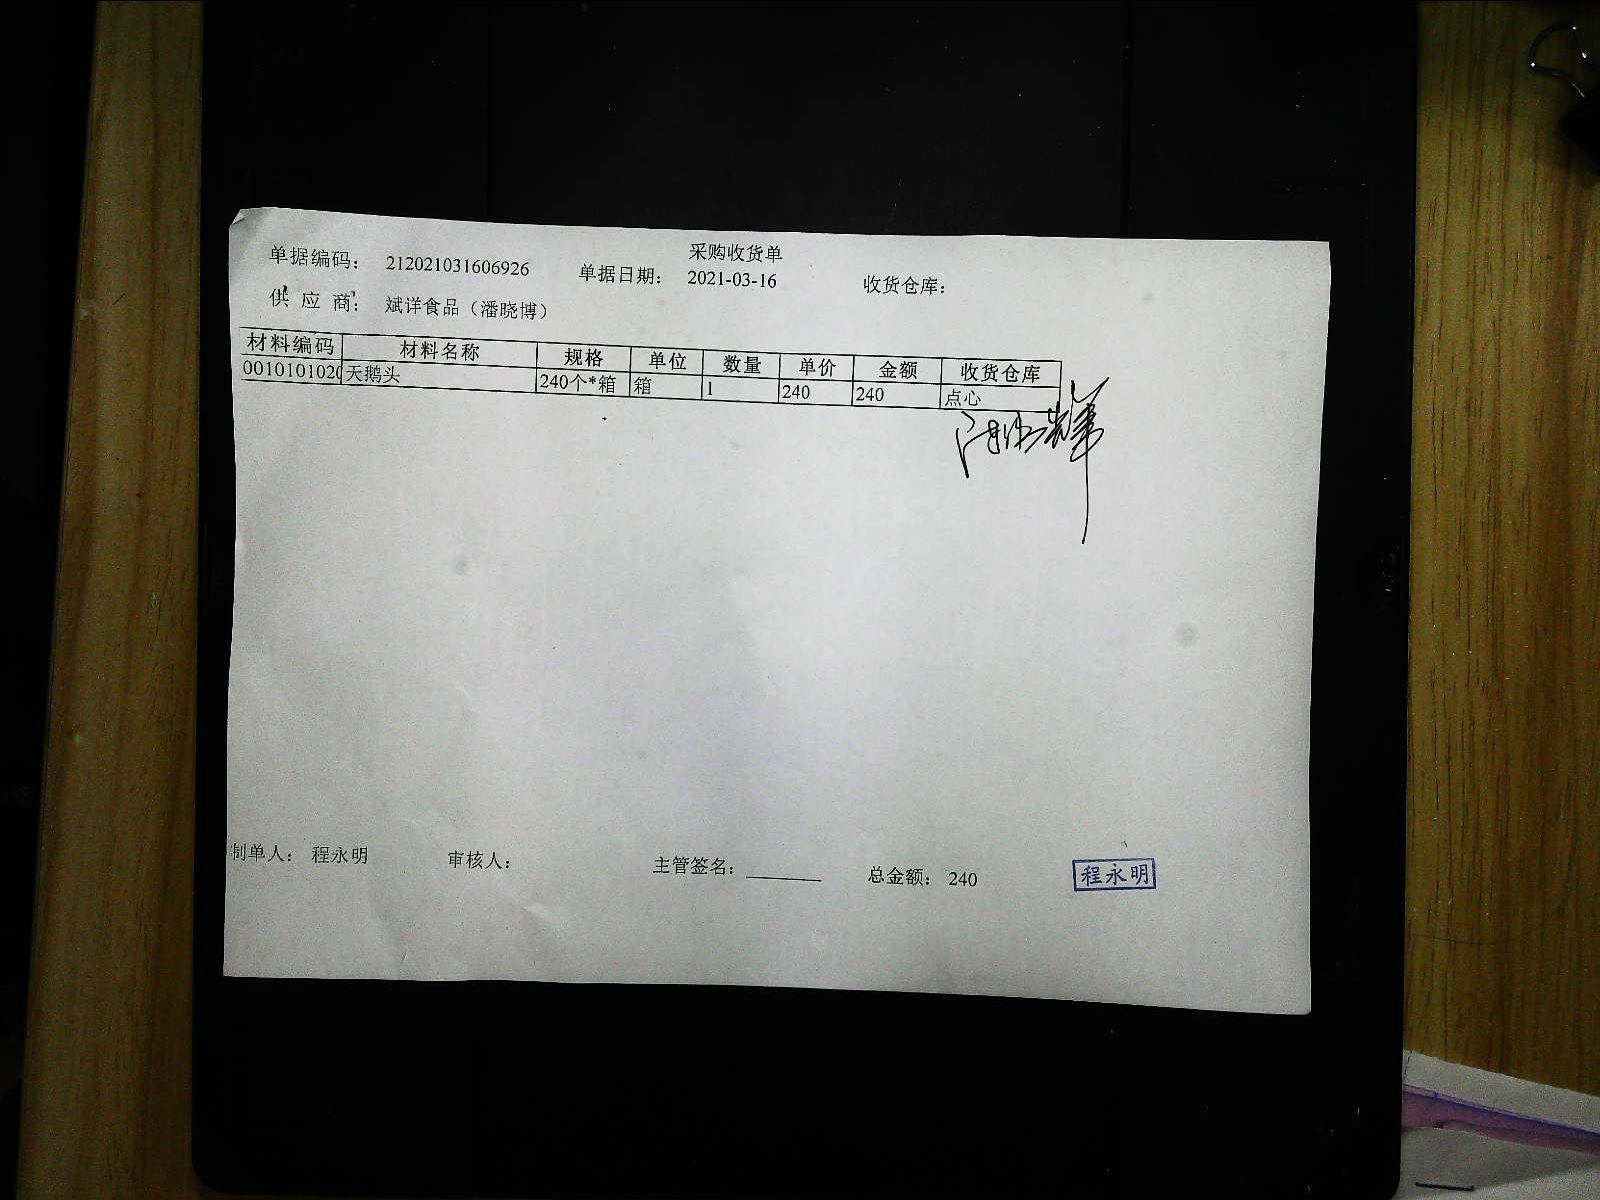 采购收货单
单据编码： 212021031606926 单据日期： 2021-03-16 收货仓库：
供 应 商： 斌详食品（潘晓博）
材料编码 材料名称 规格 单位 数量 单价 金额 收货仓库
0010101020 天鹅头 240个*箱 箱 1 240 240 点心
制单人： 程永明 审核人： 主管签名：________ 总金额： 240 程永明